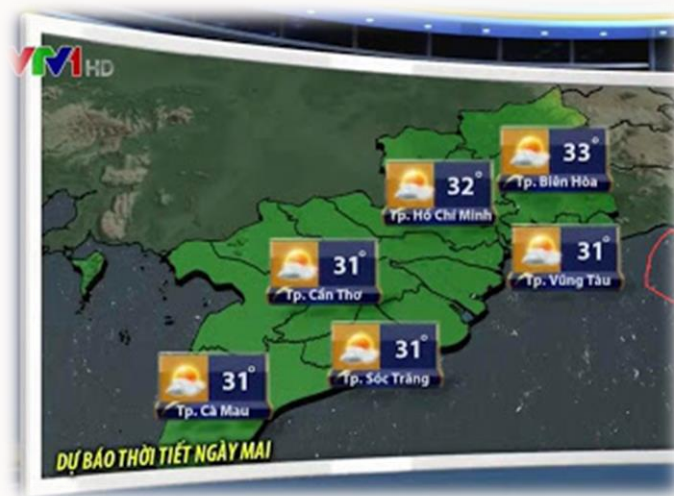 VTV1 HD
33°
Tp. Biên Hòa
32°
Tp. Hồ Chí Minh
31°
Tp. Vũng Tàu
31°
Tp. Cần Thơ
31°
Tp. Sóc Trăng
31°
Tp. Cà Mau
DỰ BÁO THỜI TIẾT NGÀY MAI